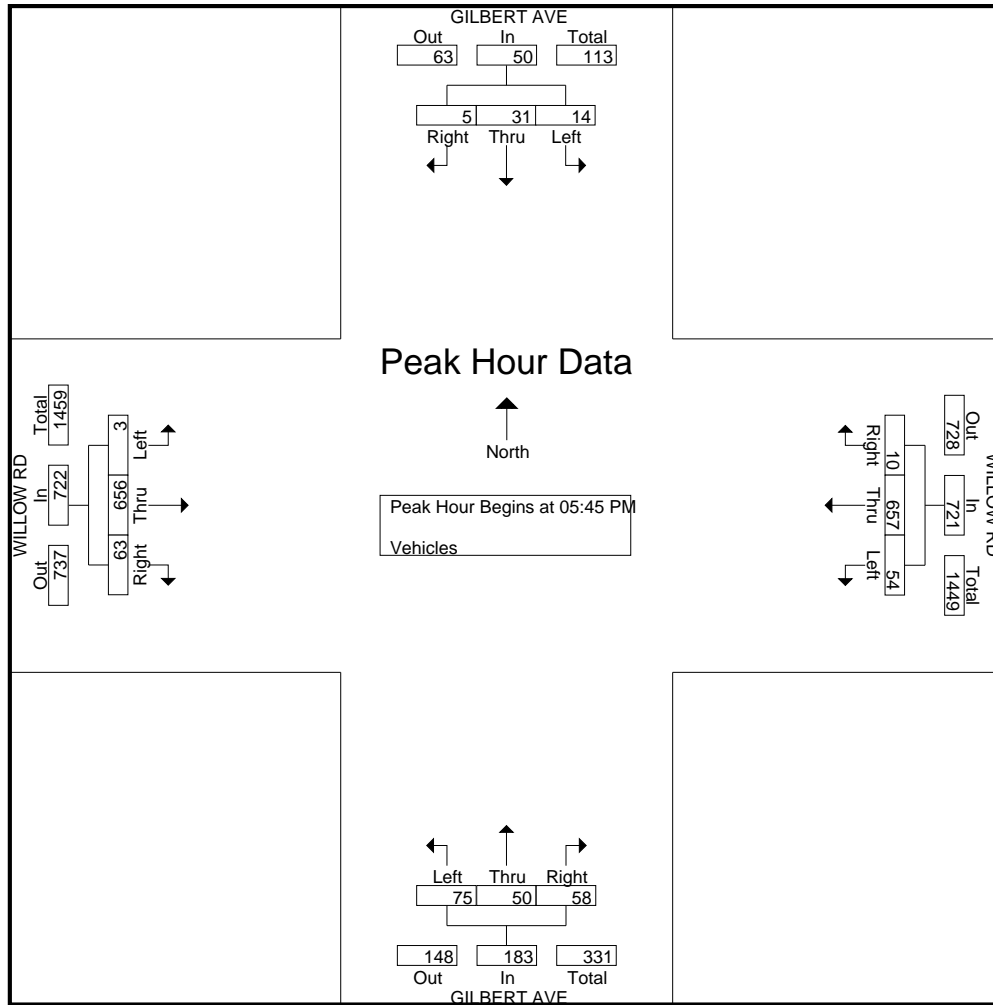 GILBERT AVE
Out In Total
63 50 113
5 31 14
Right Thru Left
Peak Hour Data
North
Peak Hour Begins at 05:45 PM
Vehicles
WILLOW RD
Total In Out
1459 722 737
3 656 63
Left Thru Right
WILLOW RD
Out In Total
728 721 1449
10 657 54
Right Thru Left
Left Thru Right
75 50 58
148 183 331
Out In Total
GILBERT AVE